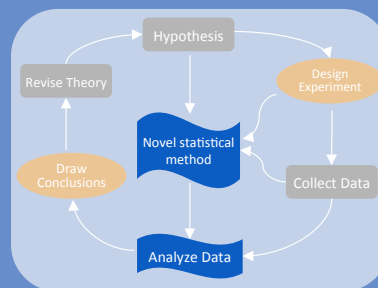 Hypothesis
Design
Experiment
Revise Theory
Novel statistical
method
Draw
Conclusions
Collect Data
Analyze Data